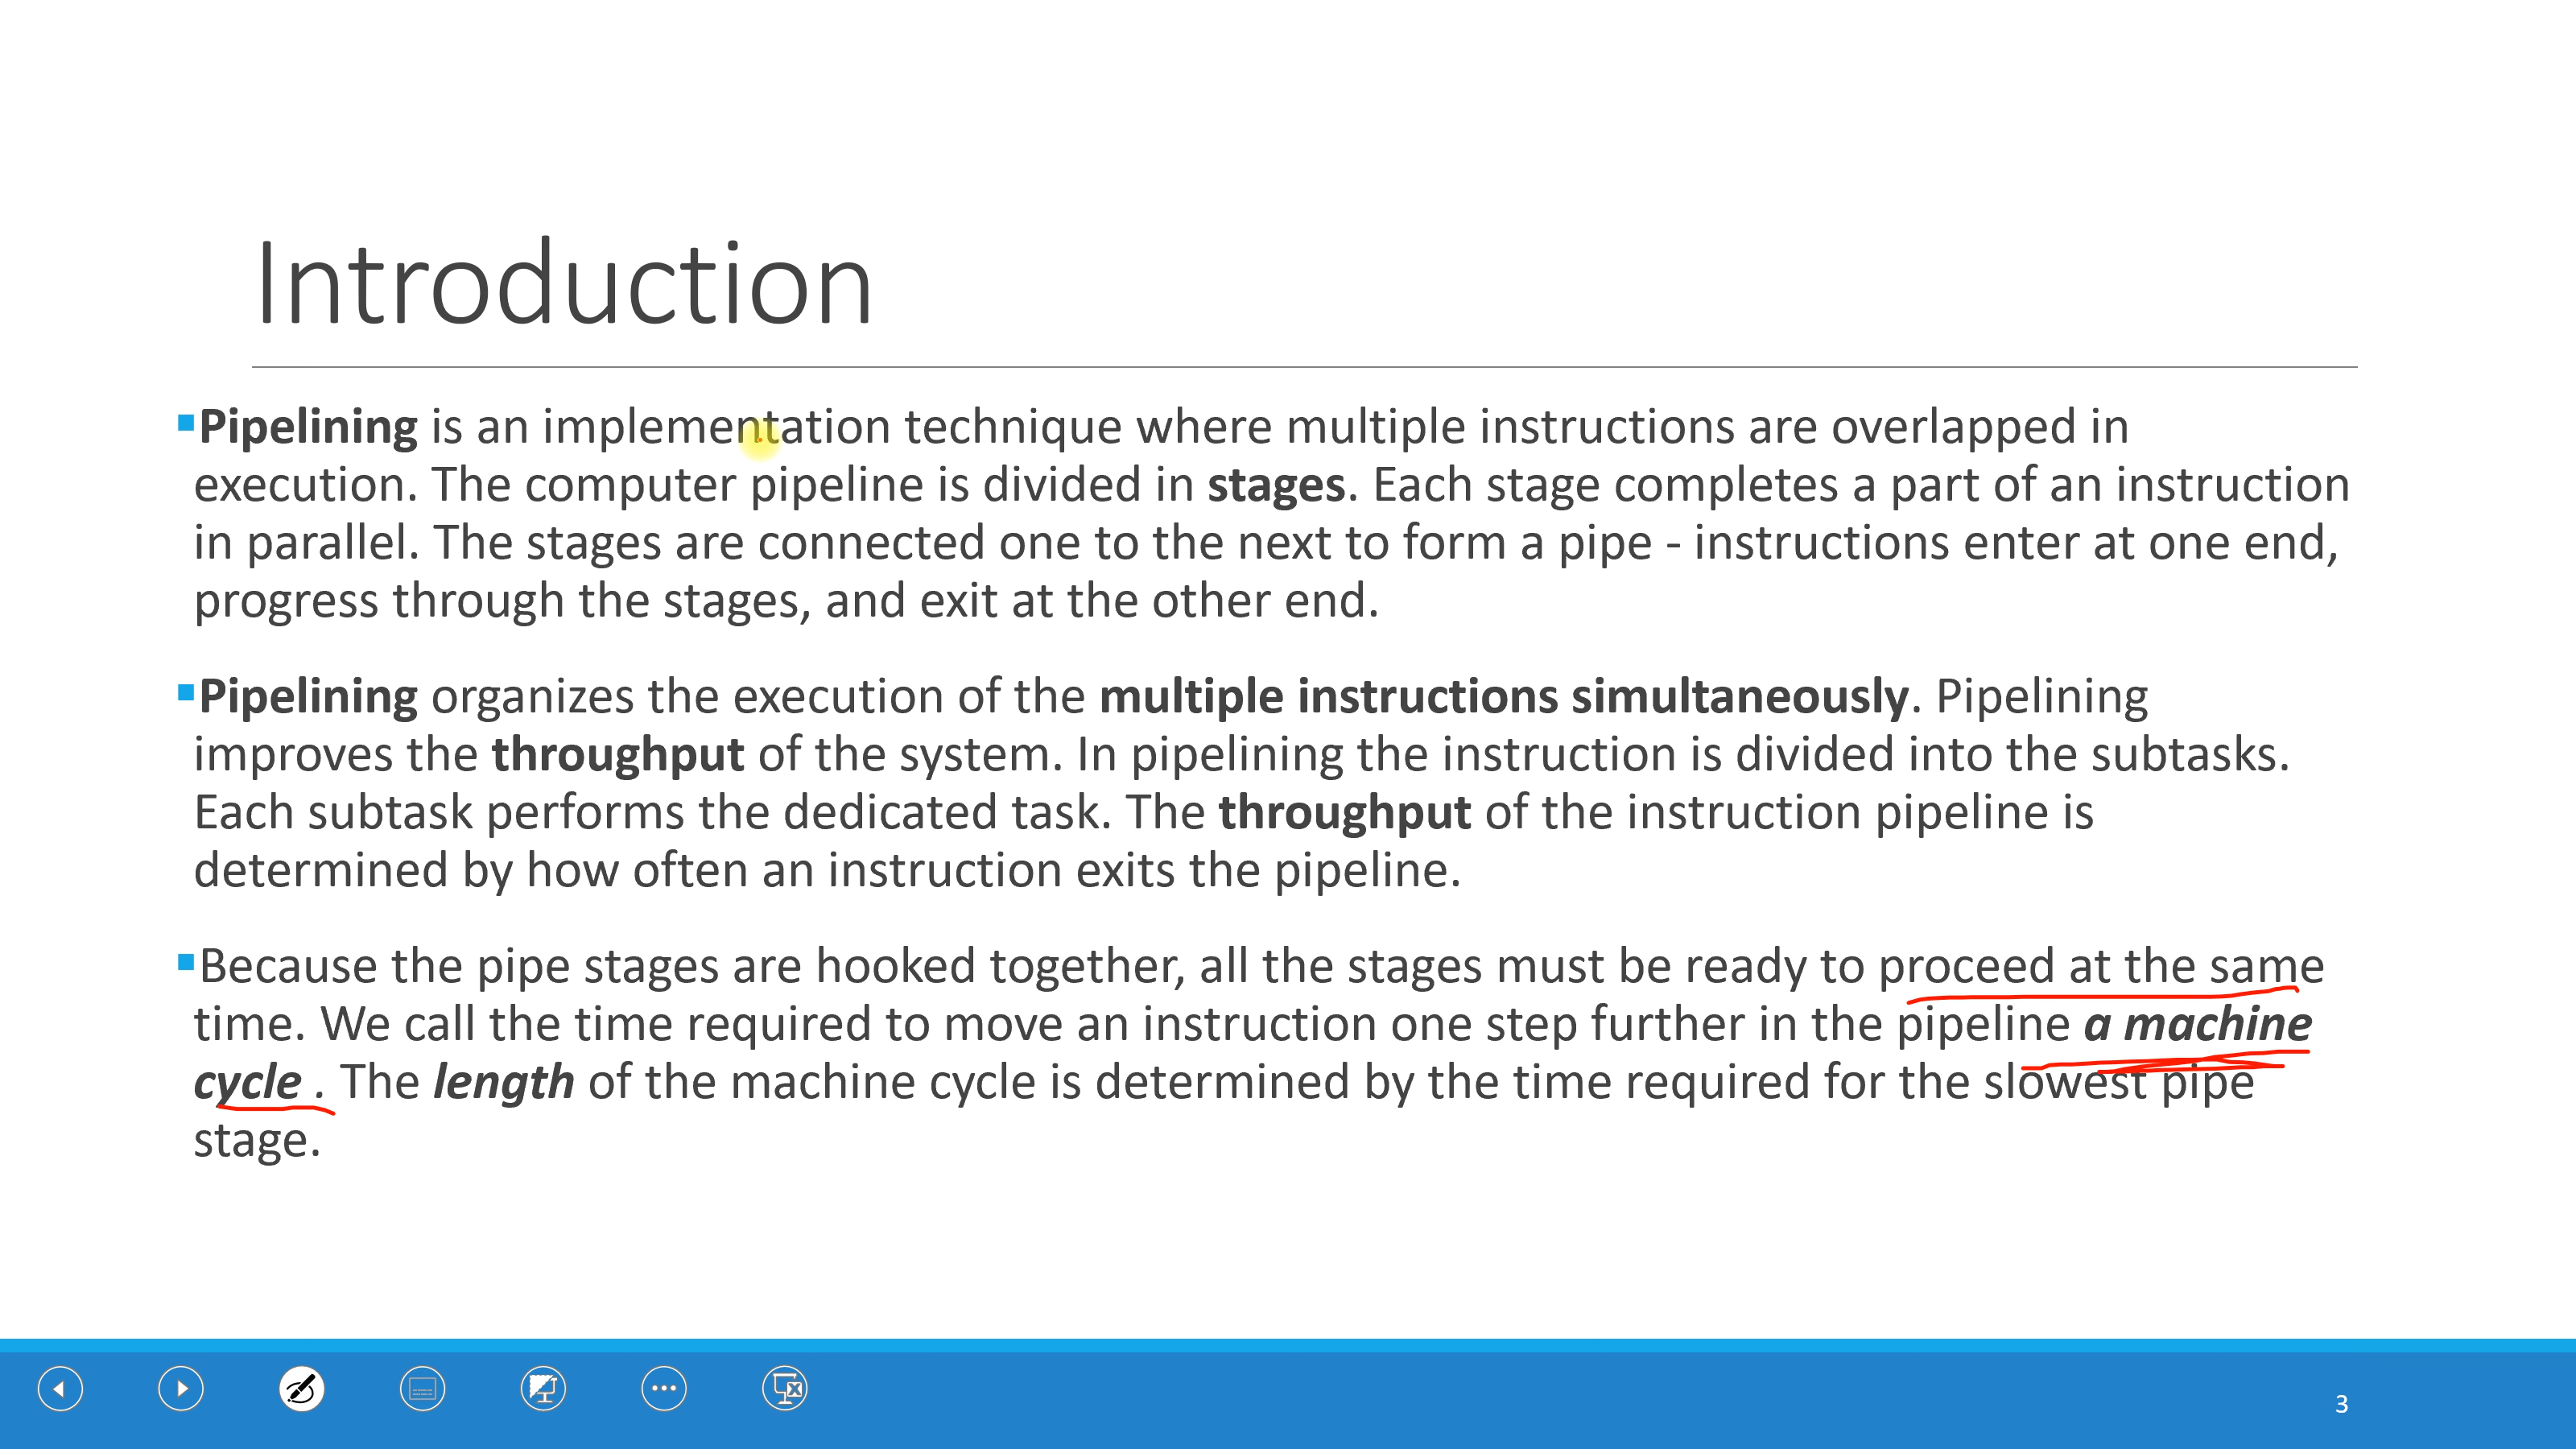 Introduction
▪Pipelining is an implementation technique where multiple instructions are overlapped in
execution. The computer pipeline is divided in stages. Each stage completes a part of an instruction
in parallel. The stages are connected one to the next to form a pipe - instructions enter at one end,
progress through the stages, and exit at the other end.
▪Pipelining organizes the execution of the multiple instructions simultaneously. Pipelining
improves the throughput of the system. In pipelining the instruction is divided into the subtasks.
Each subtask performs the dedicated task. The throughput of the instruction pipeline is
determined by how often an instruction exits the pipeline.
▪Because the pipe stages are hooked together, all the stages must be ready to proceed at the same
time. We call the time required to move an instruction one step further in the pipeline a machine
cycle . The length of the machine cycle is determined by the time required for the slowest pipe
stage.
3